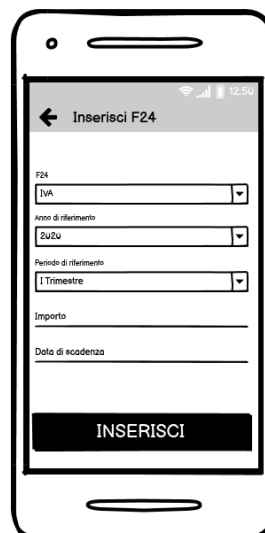 12:50
Inserisci F24
F24
IVA
Anno di riferimento
2020
Periodo di riferimento
I Trimestre
Importo
Data di scadenza
INSERISCI